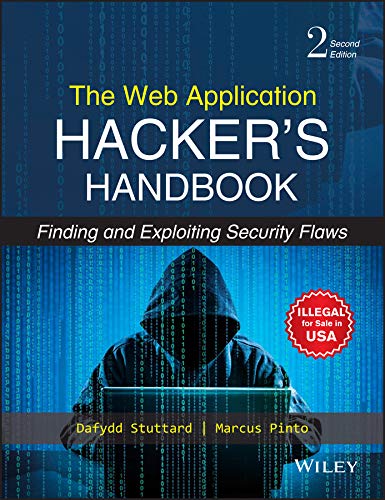 2 Second
Edition
The Web Application
HACKER'S
HANDBOOK
Finding and Exploiting Security Flaws
ILLEGAL
for Sale in
USA
Dafydd Stuttard | Marcus Pinto
WILEY